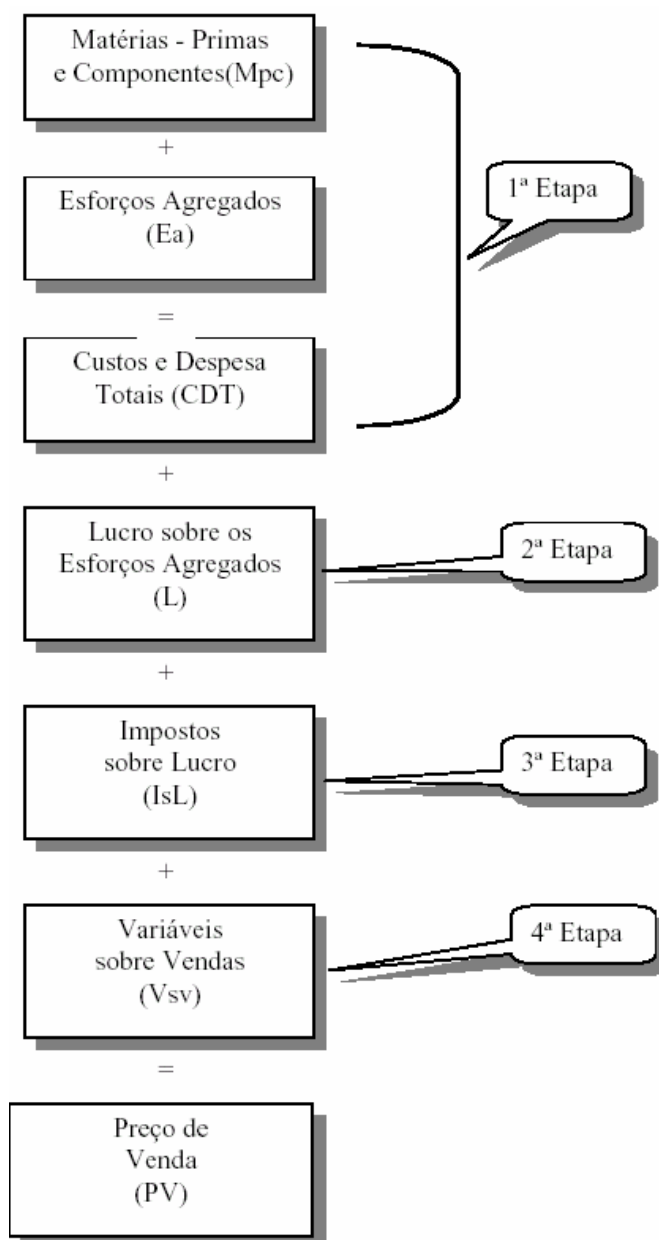 Matérias - Primas
e Componentes(Mpc)
+
Esforços Agregados
(Ea)
1ª Etapa
=
Custos e Despesa
Totais (CDT)
+
Lucro sobre os
Esforços Agregados
(L)
2ª Etapa
+
Impostos
sobre Lucro
(IsL)
3ª Etapa
+
Variáveis
sobre Vendas
(Vsv)
4ª Etapa
=
Preço de
Venda
(PV)